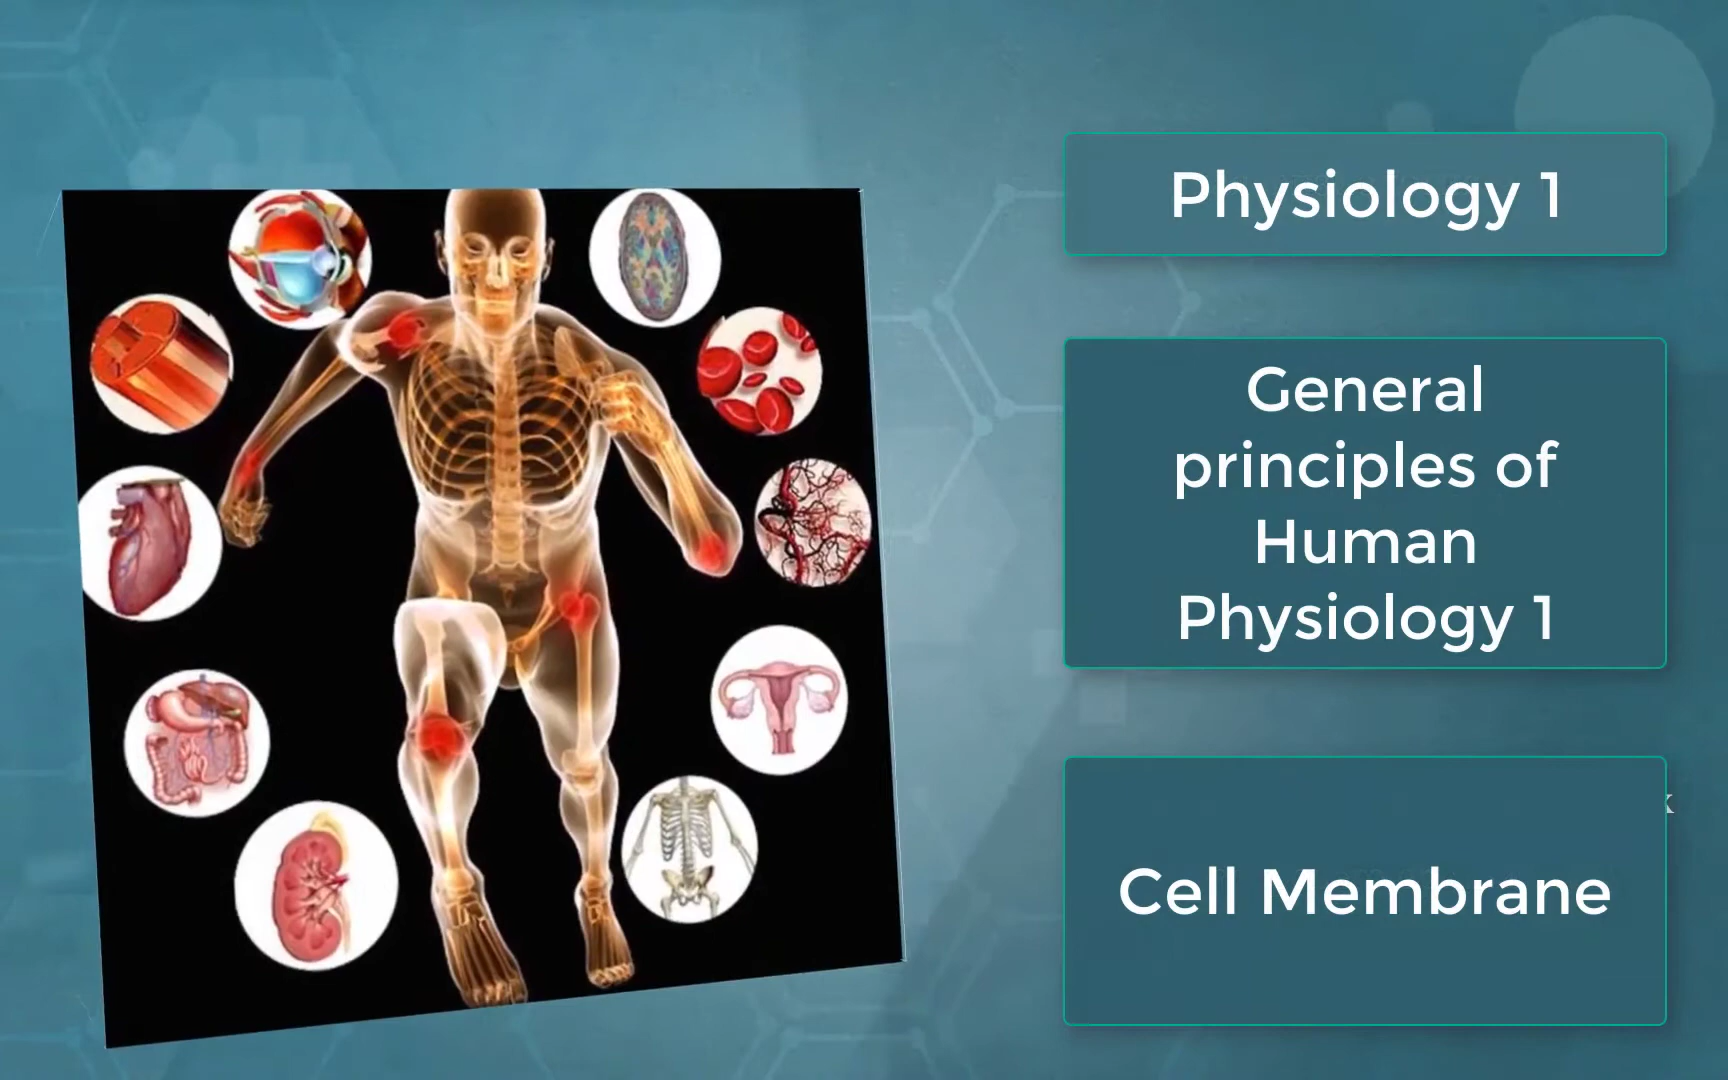 Physiology 1
General
principles of
Human
Physiology 1
Cell Membrane